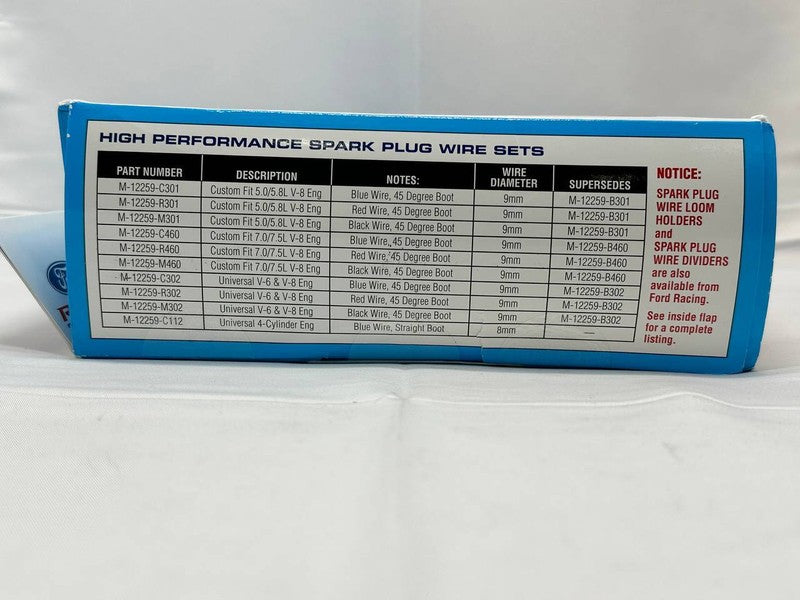 HIGH PERFORMANCE SPARK PLUG WIRE SETS
PART NUMBER DESCRIPTION NOTES: WIRE DIAMETER SUPERSEDES
M-12259-C301 Custom Fit 5.0/5.8L V-8 Eng Blue Wire, 45 Degree Boot 9mm M-12259-B301
M-12259-R301 Custom Fit 5.0/5.8L V-8 Eng Red Wire, 45 Degree Boot 9mm M-12259-B301
M-12259-M301 Custom Fit 5.0/5.8L V-8 Eng Black Wire, 45 Degree Boot 9mm M-12259-B301
M-12259-C460 Custom Fit 7.0/7.5L V-8 Eng Blue Wire, 45 Degree Boot 9mm M-12259-B460
M-12259-R460 Custom Fit 7.0/7.5L V-8 Eng Red Wire, 45 Degree Boot 9mm M-12259-B460
M-12259-M460 Custom Fit 7.0/7.5L V-8 Eng Black Wire, 45 Degree Boot 9mm M-12259-B460
M-12259-C302 Universal V-6 & V-8 Eng Blue Wire, 45 Degree Boot 9mm M-12259-B302
M-12259-R302 Universal V-6 & V-8 Eng Red Wire, 45 Degree Boot 9mm M-12259-B302
M-12259-M302 Universal V-6 & V-8 Eng Black Wire, 45 Degree Boot 9mm M-12259-B302
M-12259-C112 Universal 4-Cylinder Eng Blue Wire, Straight Boot 8mm —
NOTICE:
SPARK PLUG
WIRE LOOM
HOLDERS
and
SPARK PLUG
WIRE DIVIDERS
are also
available from
Ford Racing.
See inside flap
for a complete
listing.